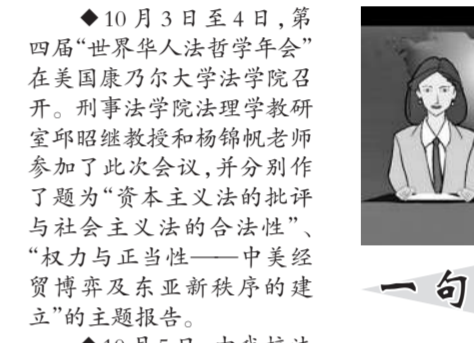 ◆10月3日至4日,第
四届“世界华人法哲学年会”
在美国康乃尔大学法学院召
开。刑事法学院法理学教研
室邱昭继教授和杨锦帆老师
参加了此次会议,并分别作
了题为“资本主义法的批评
与社会主义法的合法性”、
“权力与正当性——中美经
贸博弈及东亚新秩序的建
立”的主题报告。
一句